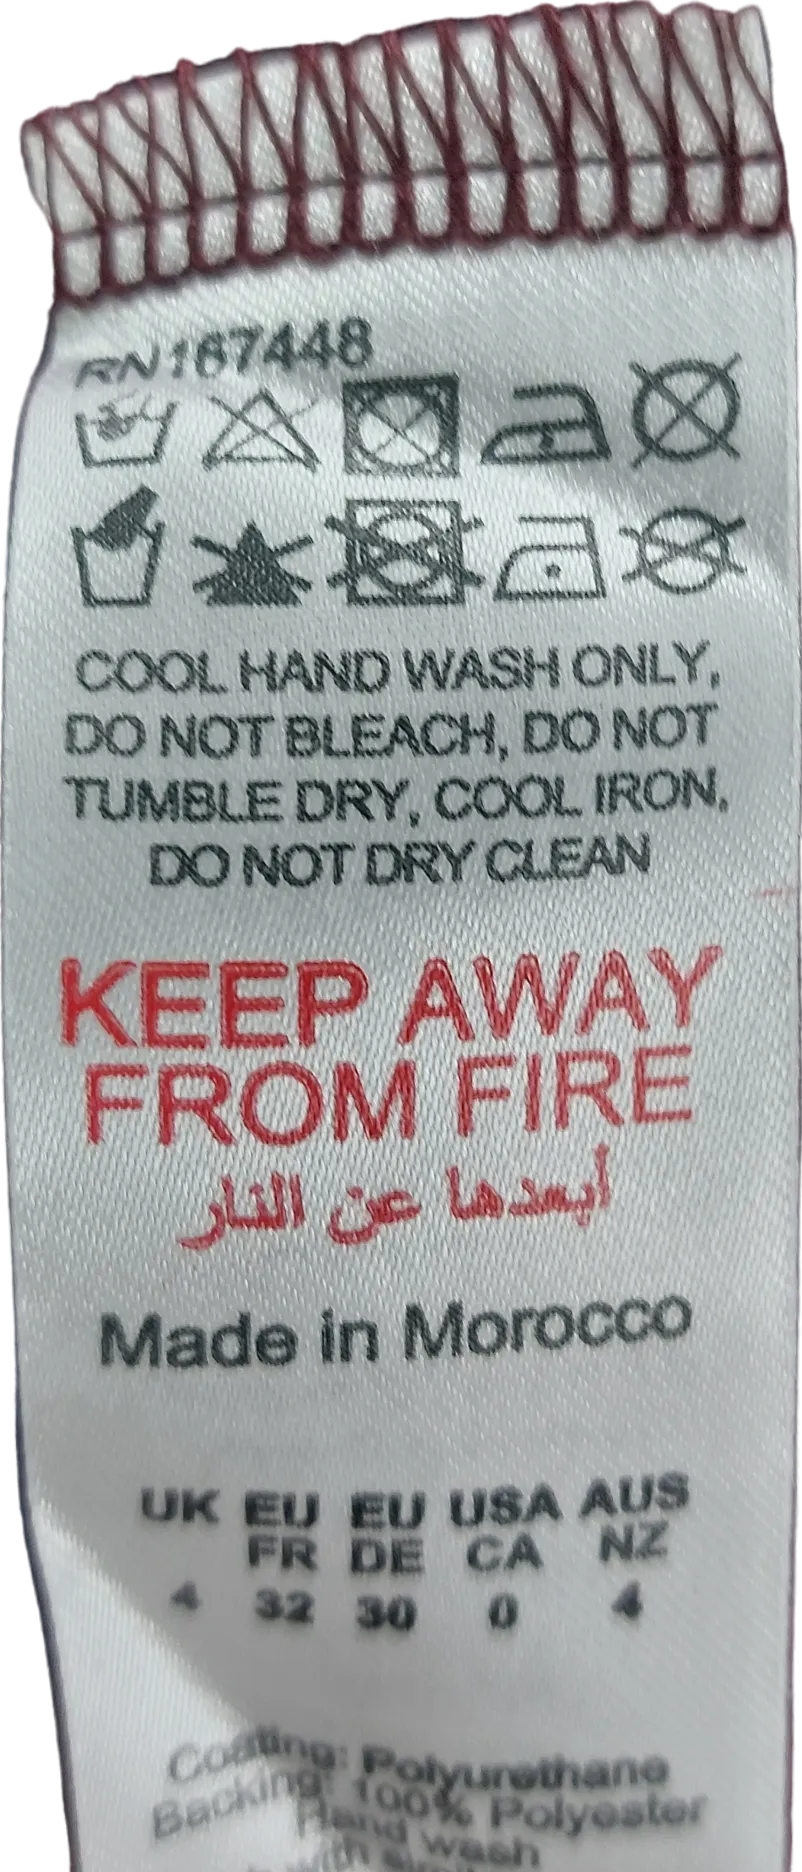 RN167448
COOL HAND WASH ONLY,
DO NOT BLEACH, DO NOT
TUMBLE DRY, COOL IRON,
DO NOT DRY CLEAN
KEEP AWAY
FROM FIRE
أبعدها عن النار
Made in Morocco
UK EU EU USA AUS
FR DE CA NZ
4 32 30 0 4
Coating: Polyurethane
Backing: 100% Polyester
Hand wash
with